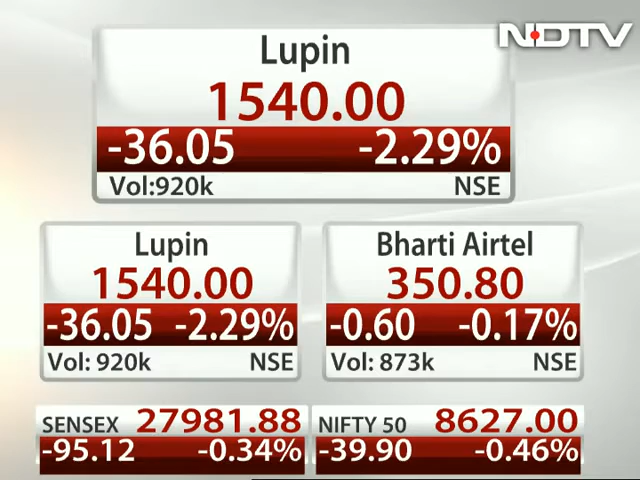 NDTV
Lupin
1540.00
-36.05 -2.29%
Vol:920k NSE
Lupin
1540.00
-36.05 -2.29%
Vol: 920k NSE
Bharti Airtel
350.80
-0.60 -0.17%
Vol: 873k NSE
SENSEX 27981.88
-95.12 -0.34%
NIFTY 50 8627.00
-39.90 -0.46%